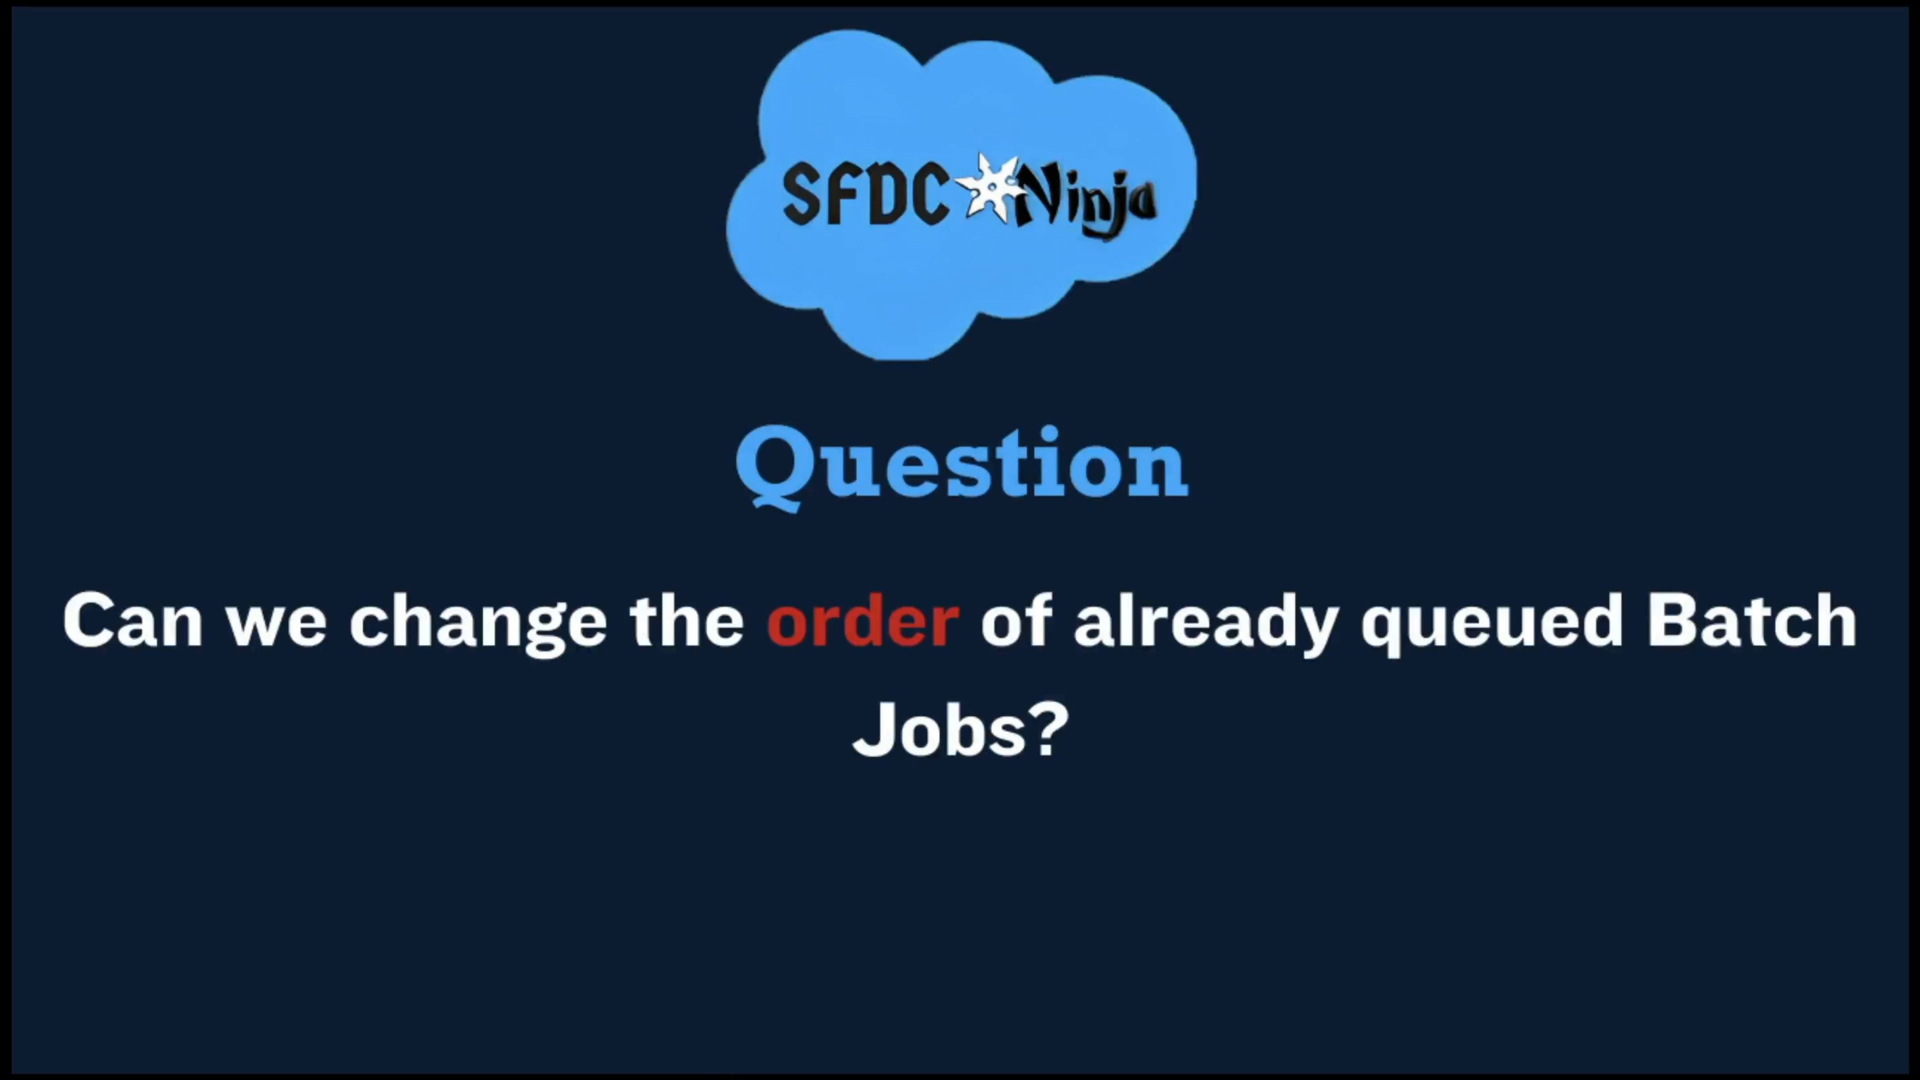 SFDC Ninja
Question
Can we change the order of already queued Batch
Jobs?